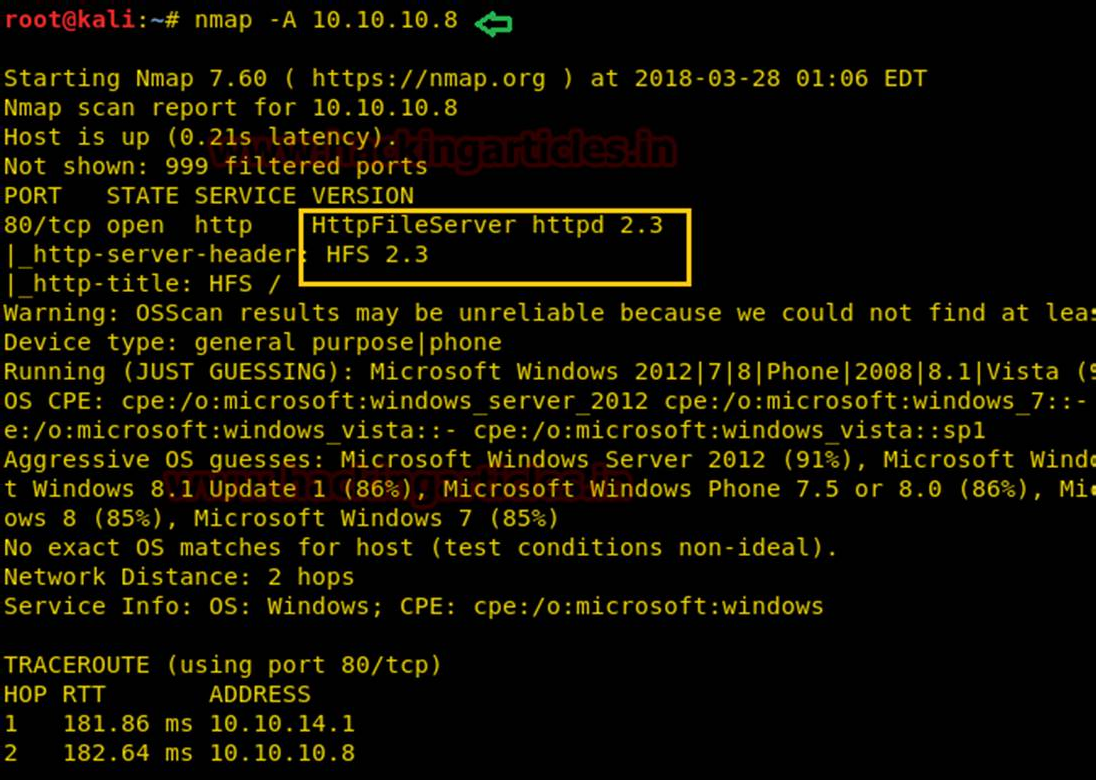 root@kali:~# nmap -A 10.10.10.8
Starting Nmap 7.60 ( https://nmap.org ) at 2018-03-28 01:06 EDT
Nmap scan report for 10.10.10.8
Host is up (0.21s latency).
www.hackingarticles.in
Not shown: 999 filtered ports
PORT   STATE SERVICE VERSION
80/tcp open  http    HttpFileServer httpd 2.3
|_http-server-header: HFS 2.3
|_http-title: HFS /
Warning: OSScan results may be unreliable because we could not find at leas
Device type: general purpose|phone
Running (JUST GUESSING): Microsoft Windows 2012|7|8|Phone|2008|8.1|Vista (9
OS CPE: cpe:/o:microsoft:windows_server_2012 cpe:/o:microsoft:windows_7::-
e:/o:microsoft:windows_vista::- cpe:/o:microsoft:windows_vista::sp1
Aggressive OS guesses: Microsoft Windows Server 2012 (91%), Microsoft Windo
www.hackingarticles.in
t Windows 8.1 Update 1 (86%), Microsoft Windows Phone 7.5 or 8.0 (86%), Mic
ows 8 (85%), Microsoft Windows 7 (85%)
No exact OS matches for host (test conditions non-ideal).
Network Distance: 2 hops
Service Info: OS: Windows; CPE: cpe:/o:microsoft:windows
TRACEROUTE (using port 80/tcp)
HOP RTT       ADDRESS
1   181.86 ms 10.10.14.1
2   182.64 ms 10.10.10.8